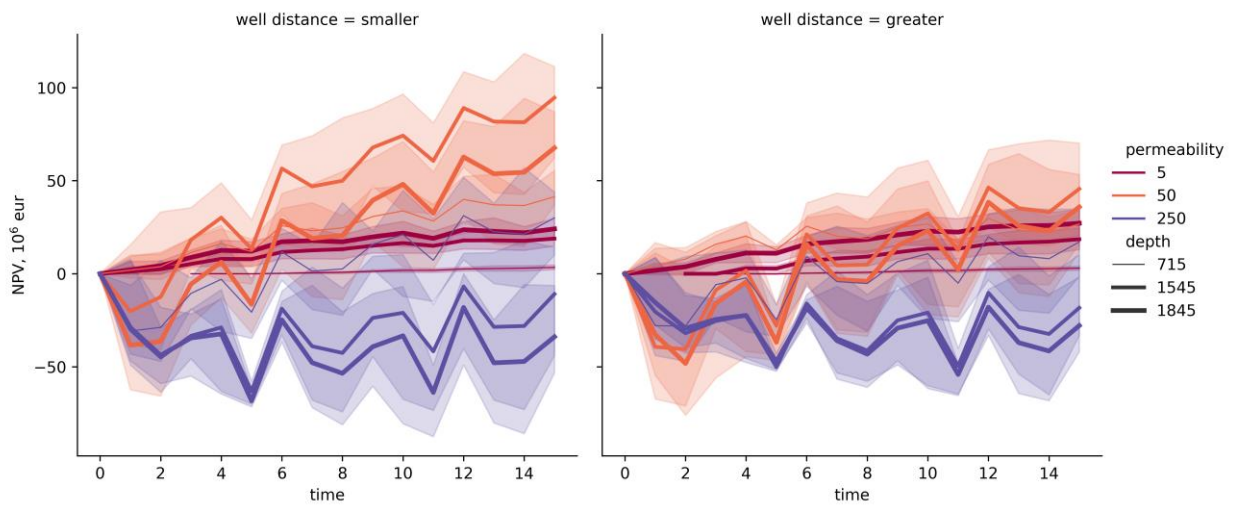 well distance = smaller
well distance = greater
NPV, 10⁶ eur
100
50
0
−50
0 2 4 6 8 10 12 14
0 2 4 6 8 10 12 14
time
time
permeability
5
50
250
depth
715
1545
1845